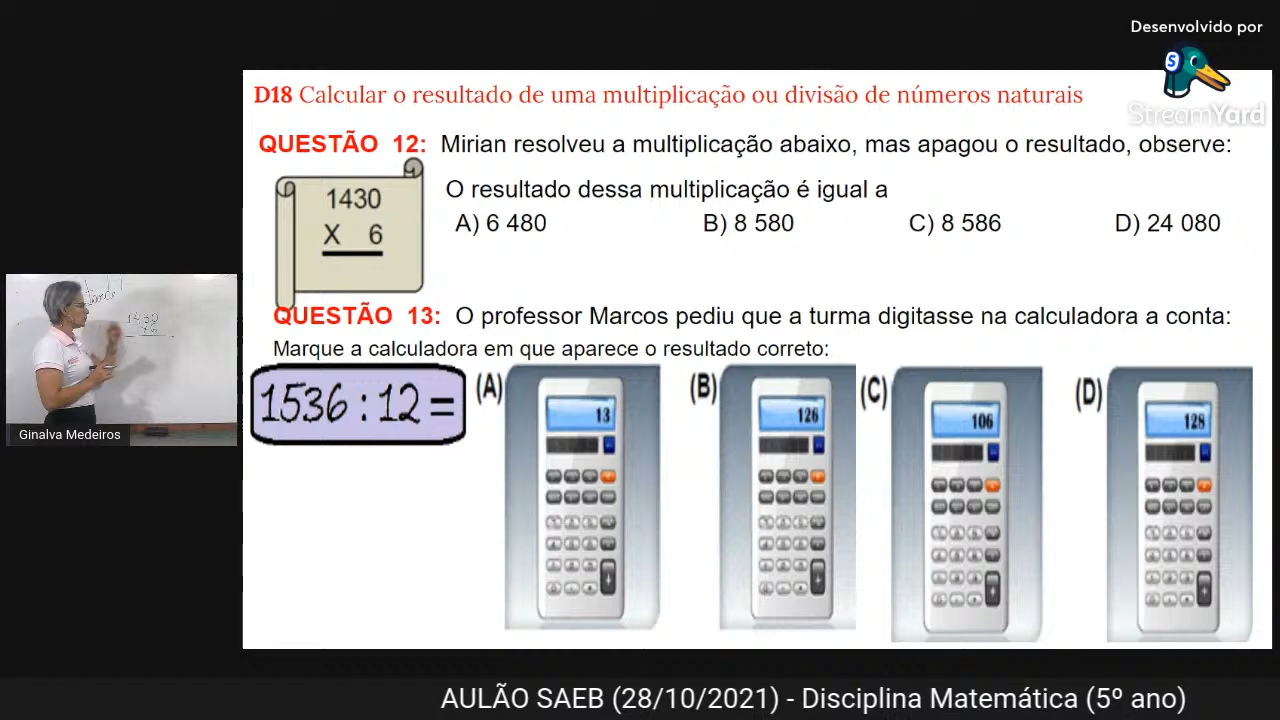 Desenvolvido por
StreamYard
D18 Calcular o resultado de uma multiplicação ou divisão de números naturais
QUESTÃO 12: Mirian resolveu a multiplicação abaixo, mas apagou o resultado, observe:
1430
X 6
O resultado dessa multiplicação é igual a
A) 6 480 B) 8 580 C) 8 586 D) 24 080
1430
x 6
Ginalva Medeiros
QUESTÃO 13: O professor Marcos pediu que a turma digitasse na calculadora a conta:
Marque a calculadora em que aparece o resultado correto:
1536 : 12 =
(A) 13
(B) 126
(C) 106
(D) 128
AULÃO SAEB (28/10/2021) - Disciplina Matemática (5º ano)